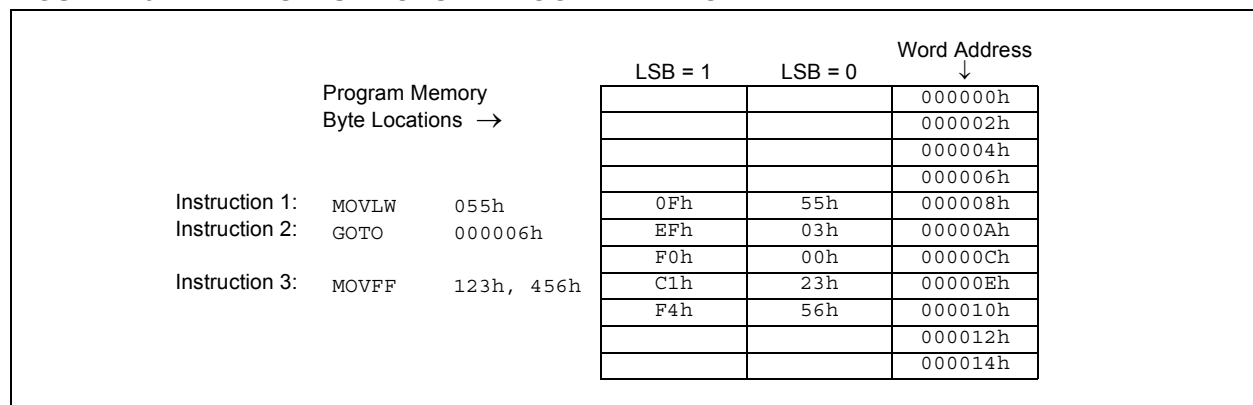 Word Address
LSB = 1 LSB = 0 ↓
Program Memory 000000h
Byte Locations → 000002h
000004h
000006h
Instruction 1: MOVLW 055h 0Fh 55h 000008h
Instruction 2: GOTO 000006h EFh 03h 00000Ah
F0h 00h 00000Ch
Instruction 3: MOVFF 123h, 456h C1h 23h 00000Eh
F4h 56h 000010h
000012h
000014h